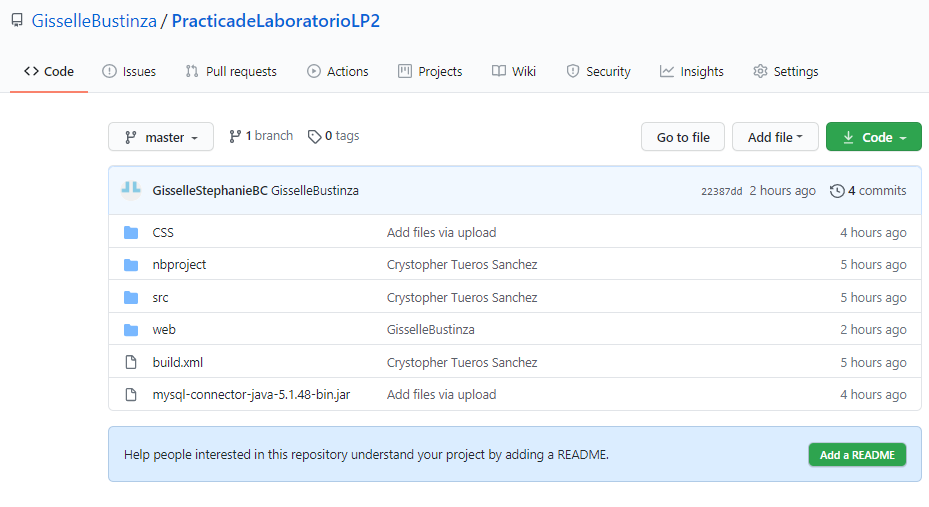 GisselleBustinza / PracticadeLaboratorioLP2
Code Issues Pull requests Actions Projects Wiki Security Insights Settings
master 1 branch 0 tags Go to file Add file Code
GisselleStephanieBC GisselleBustinza 22387dd 2 hours ago 4 commits
CSS Add files via upload 4 hours ago
nbproject Crystopher Tueros Sanchez 5 hours ago
src Crystopher Tueros Sanchez 5 hours ago
web GisselleBustinza 2 hours ago
build.xml Crystopher Tueros Sanchez 5 hours ago
mysql-connector-java-5.1.48-bin.jar Add files via upload 4 hours ago
Help people interested in this repository understand your project by adding a README. Add a README